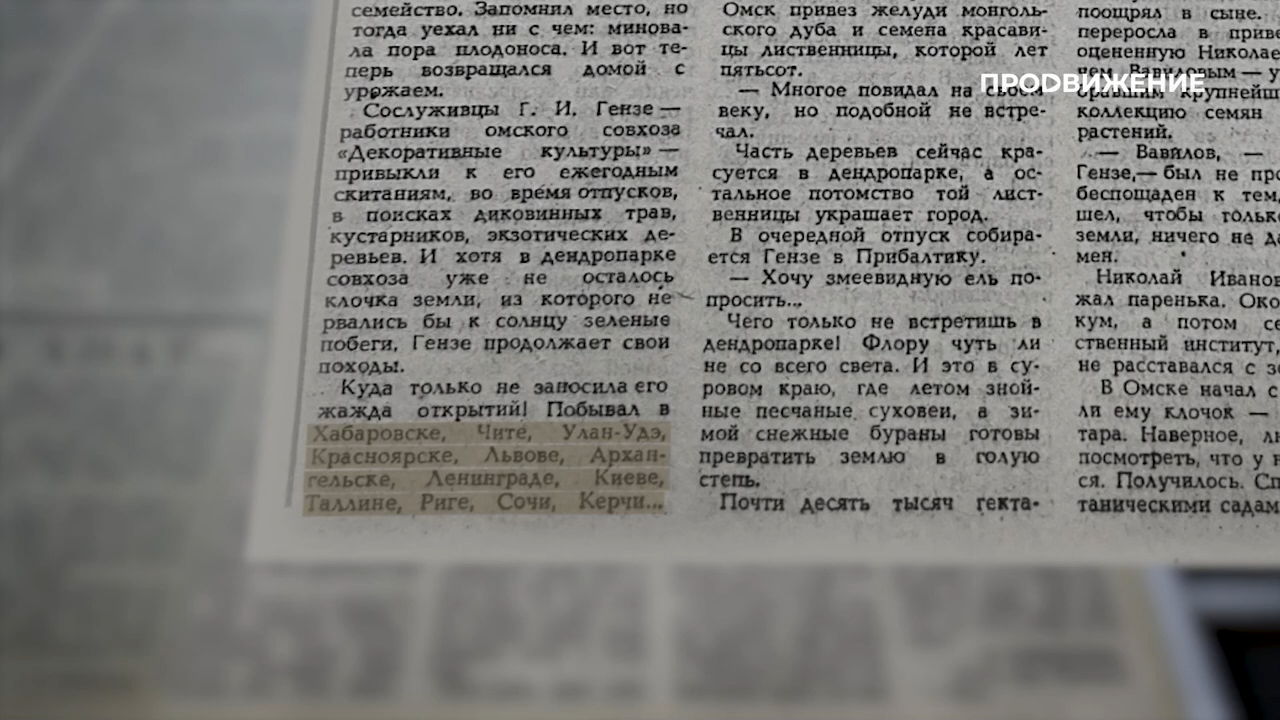 семейство. Запомнил место, но
тогда уехал ни с чем: минова-
ла пора плодоноса. И вот те-
перь возвращался домой с
урожаем.
Сослуживцы Г. И. Гензе —
работники омского совхоза
«Декоративные культуры» —
привыкли к его ежегодным
скитаниям, во время отпусков,
в поисках диковинных трав,
кустарников, экзотических де-
ревьев. И хотя в дендропарке
совхоза уже не осталось
клочка земли, из которого не
рвались бы к солнцу зеленые
побеги, Гензе продолжает свои
походы.
Куда только не заносила его
жажда открытий! Побывал в
Хабаровске, Чите, Улан-Удэ,
Красноярске, Львове, Архан-
гельске, Ленинграде, Киеве,
Таллине, Риге, Сочи, Керчи...
Омск привез желуди монголь-
ского дуба и семена красави-
цы лиственницы, которой лет
пятьсот.
— Многое повидал на своем
веку, но подобной не встре-
чал.
Часть деревьев сейчас кра-
суется в дендропарке, а ос-
тальное потомство той лист-
венницы украшает город.
В очередной отпуск собира-
ется Гензе в Прибалтику.
— Хочу змеевидную ель по-
просить...
Чего только не встретишь в
дендропарке! Флору чуть ли
не со всего света. И это в су-
ровом краю, где летом зной-
ные песчаные суховеи, а зи-
мой снежные бураны готовы
превратить землю в голую
степь.
Почти десять тысяч гекта-
поощрял в сыне.
переросла в
оцененную
Вавиловым — у
коллекцию семян
растений.
— Вавилов, —
Гензе, — был не
беспощаден к тем,
шел, чтобы только
земли, ничего не
мен.
Николай
жал паренька.
кум, а потом
ственный институт,
не расставался с
В Омске начал с
ли ему клочок —
тара. Наверное,
посмотреть, что у
ся. Получилось.
таническими
ПРОДВИЖЕНИЕ